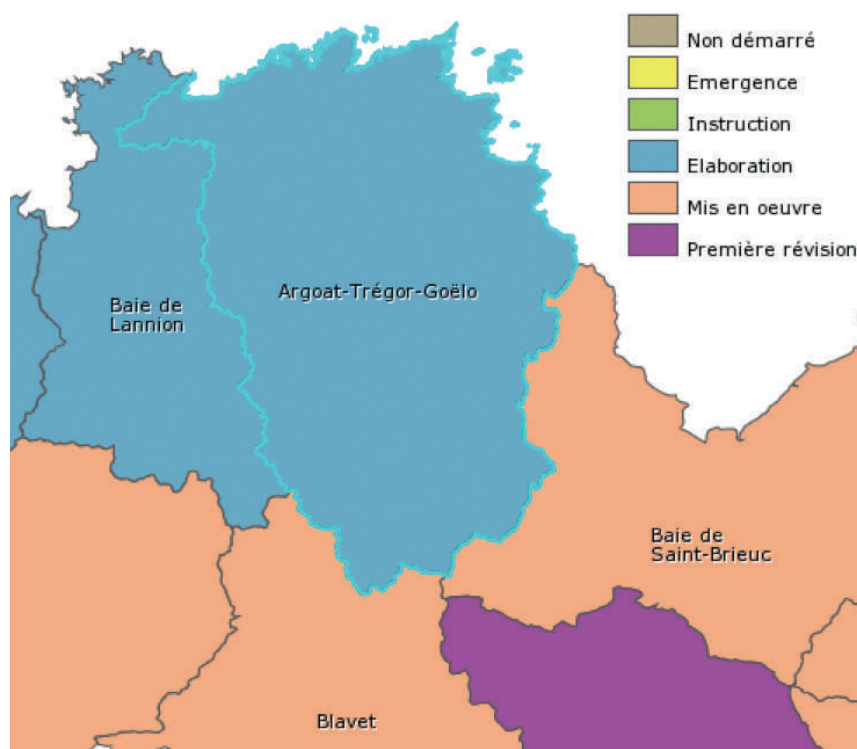 Non démarré
Emergence
Instruction
Elaboration
Mis en oeuvre
Première révision
Argoat-Trégor-Goëlo
Baie de
Lannion
Baie de
Saint-Brieuc
Blavet